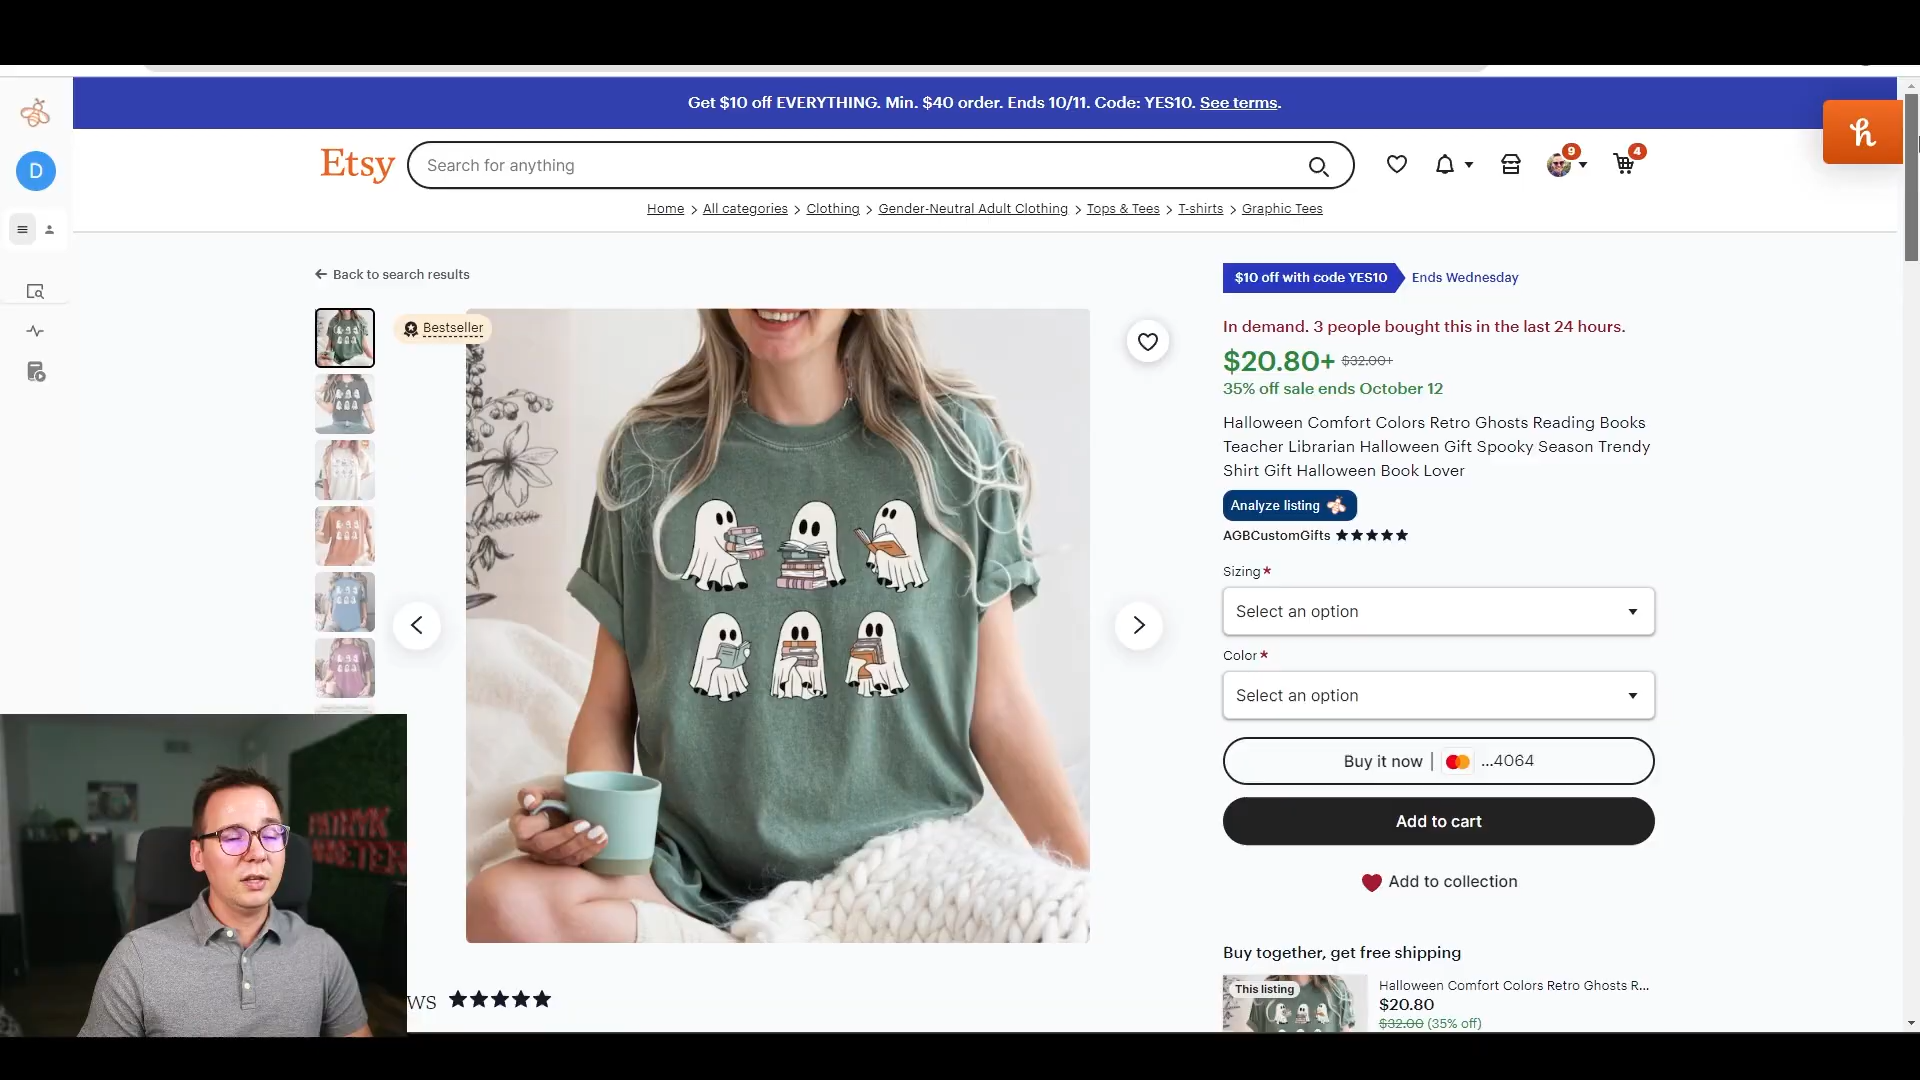 Get $10 off EVERYTHING. Min. $40 order. Ends 10/11. Code: YES10. See terms.
Etsy
Search for anything
9
4
D
Home > All categories > Clothing > Gender-Neutral Adult Clothing > Tops & Tees > T-shirts > Graphic Tees
Back to search results
Bestseller
$10 off with code YES10 Ends Wednesday
In demand. 3 people bought this in the last 24 hours.
$20.80+ $32.00+
35% off sale ends October 12
Halloween Comfort Colors Retro Ghosts Reading Books
Teacher Librarian Halloween Gift Spooky Season Trendy
Shirt Gift Halloween Book Lover
Analyze listing
AGBCustomGifts
Sizing*
Select an option
Color*
Select an option
Buy it now | ...4064
Add to cart
Add to collection
Buy together, get free shipping
This listing
Halloween Comfort Colors Retro Ghosts R...
$20.80
$32.00 (35% off)
ws